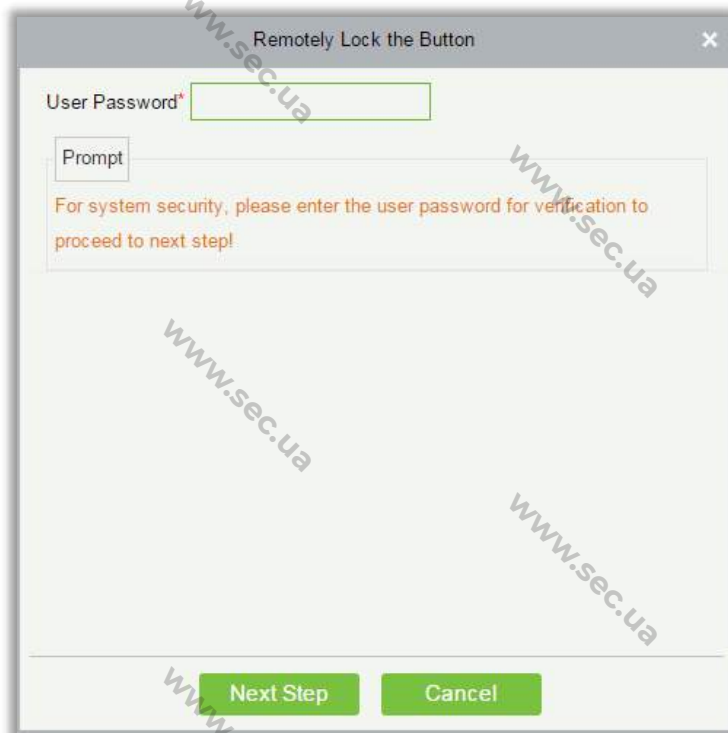 Remotely Lock the Button
×
User Password*
Prompt
For system security, please enter the user password for verification to
proceed to next step!
Next Step
Cancel
www.sec.ua
www.sec.ua
www.sec.ua
www.sec.ua
www.